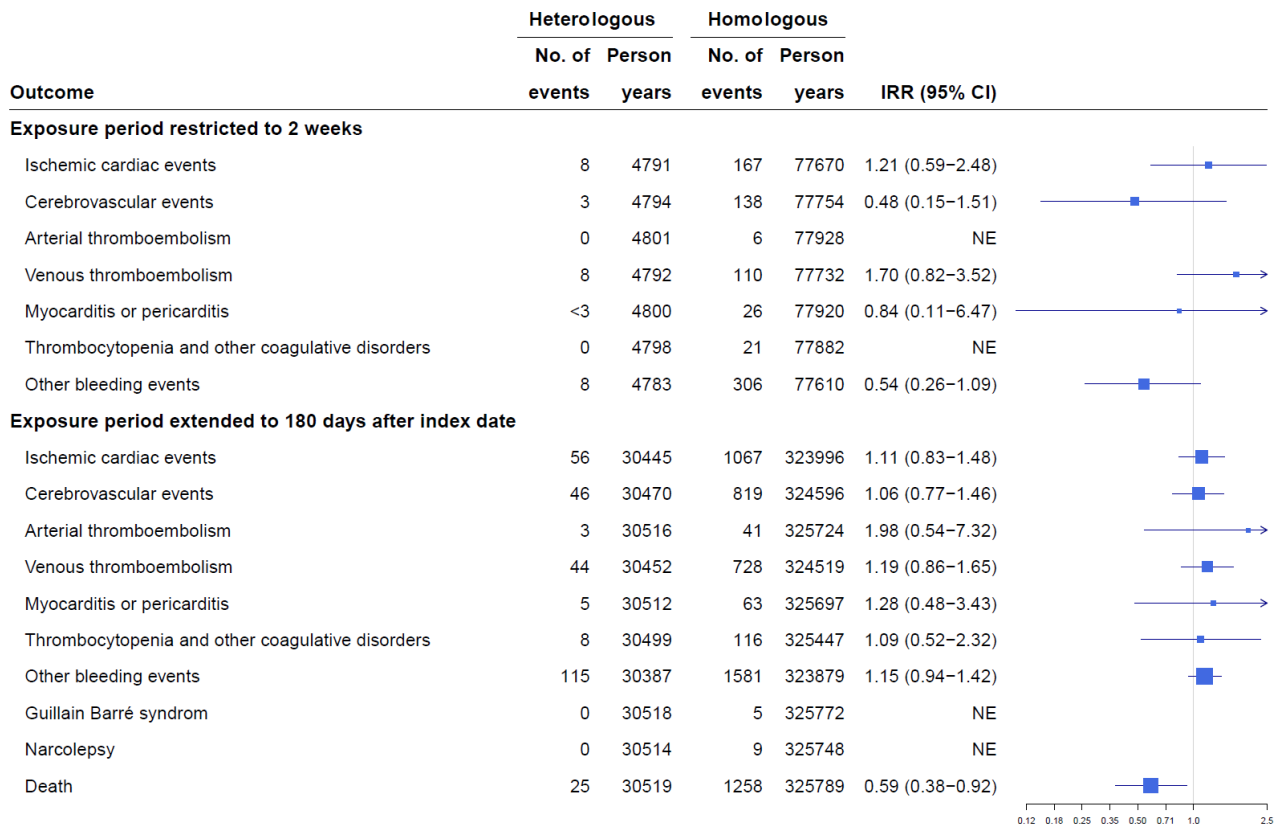 Heterologous Homologous
No. of Person No. of Person
Outcome events years events years IRR (95% CI)
Exposure period restricted to 2 weeks
Ischemic cardiac events 8 4791 167 77670 1.21 (0.59−2.48)
Cerebrovascular events 3 4794 138 77754 0.48 (0.15−1.51)
Arterial thromboembolism 0 4801 6 77928 NE
Venous thromboembolism 8 4792 110 77732 1.70 (0.82−3.52)
Myocarditis or pericarditis <3 4800 26 77920 0.84 (0.11−6.47)
Thrombocytopenia and other coagulative disorders 0 4798 21 77882 NE
Other bleeding events 8 4783 306 77610 0.54 (0.26−1.09)
Exposure period extended to 180 days after index date
Ischemic cardiac events 56 30445 1067 323996 1.11 (0.83−1.48)
Cerebrovascular events 46 30470 819 324596 1.06 (0.77−1.46)
Arterial thromboembolism 3 30516 41 325724 1.98 (0.54−7.32)
Venous thromboembolism 44 30452 728 324519 1.19 (0.86−1.65)
Myocarditis or pericarditis 5 30512 63 325697 1.28 (0.48−3.43)
Thrombocytopenia and other coagulative disorders 8 30499 116 325447 1.09 (0.52−2.32)
Other bleeding events 115 30387 1581 323879 1.15 (0.94−1.42)
Guillain Barré syndrom 0 30518 5 325772 NE
Narcolepsy 0 30514 9 325748 NE
Death 25 30519 1258 325789 0.59 (0.38−0.92)
0.12 0.18 0.25 0.35 0.50 0.71 1.0 2.5